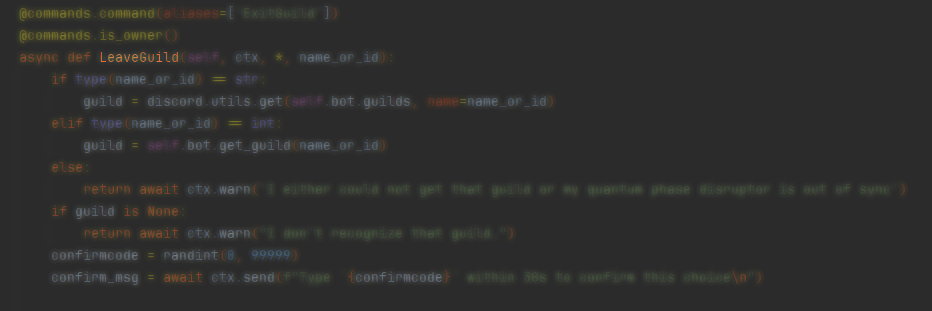 @commands.command(aliases=["ExitGuild"])
@commands.is_owner()
async def LeaveGuild(self, ctx, *, name_or_id):
if type(name_or_id) == str:
guild = discord.utils.get(self.bot.guilds, name=name_or_id)
elif type(name_or_id) == int:
guild = self.bot.get_guild(name_or_id)
else:
return await ctx.warn("I either could not get that guild or my quantum phase disruptor is out of sync")
if guild is None:
return await ctx.warn("I don't recognize that guild.")
confirmcode = randint(0, 99999)
confirm_msg = await ctx.send(f"Type `{confirmcode}` within 30s to confirm this choice\n")